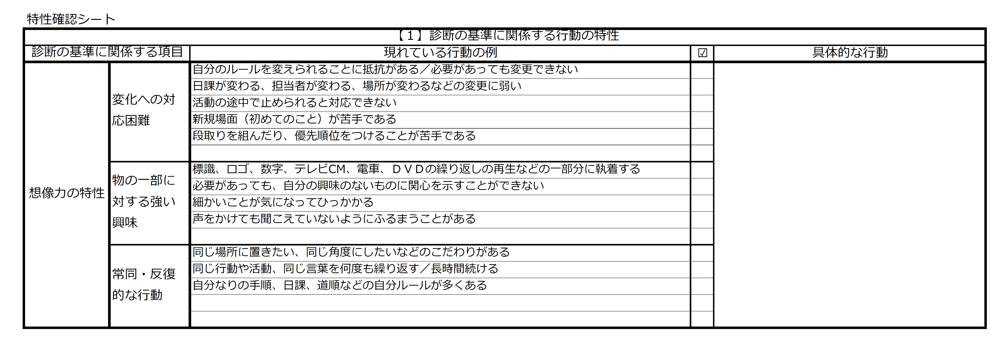 特性確認シート
【１】診断の基準に関係する行動の特性
診断の基準に関係する項目
現れている行動の例
☑
具体的な行動
想像力の特性
変化への対
応困難
自分のルールを変えられることに抵抗がある／必要があっても変更できない
日課が変わる、担当者が変わる、場所が変わるなどの変更に弱い
活動の途中で止められると対応できない
新規場面（初めてのこと）が苦手である
段取りを組んだり、優先順位をつけることが苦手である
物の一部に
対する強い
興味
標識、ロゴ、数字、テレビCM、電車、ＤＶＤの繰り返しの再生などの一部分に執着する
必要があっても、自分の興味のないものに関心を示すことができない
細かいことが気になってひっかかる
声をかけても聞こえていないようにふるまうことがある
常同・反復
的な行動
同じ場所に置きたい、同じ角度にしたいなどのこだわりがある
同じ行動や活動、同じ言葉を何度も繰り返す／長時間続ける
自分なりの手順、日課、道順などの自分ルールが多くある